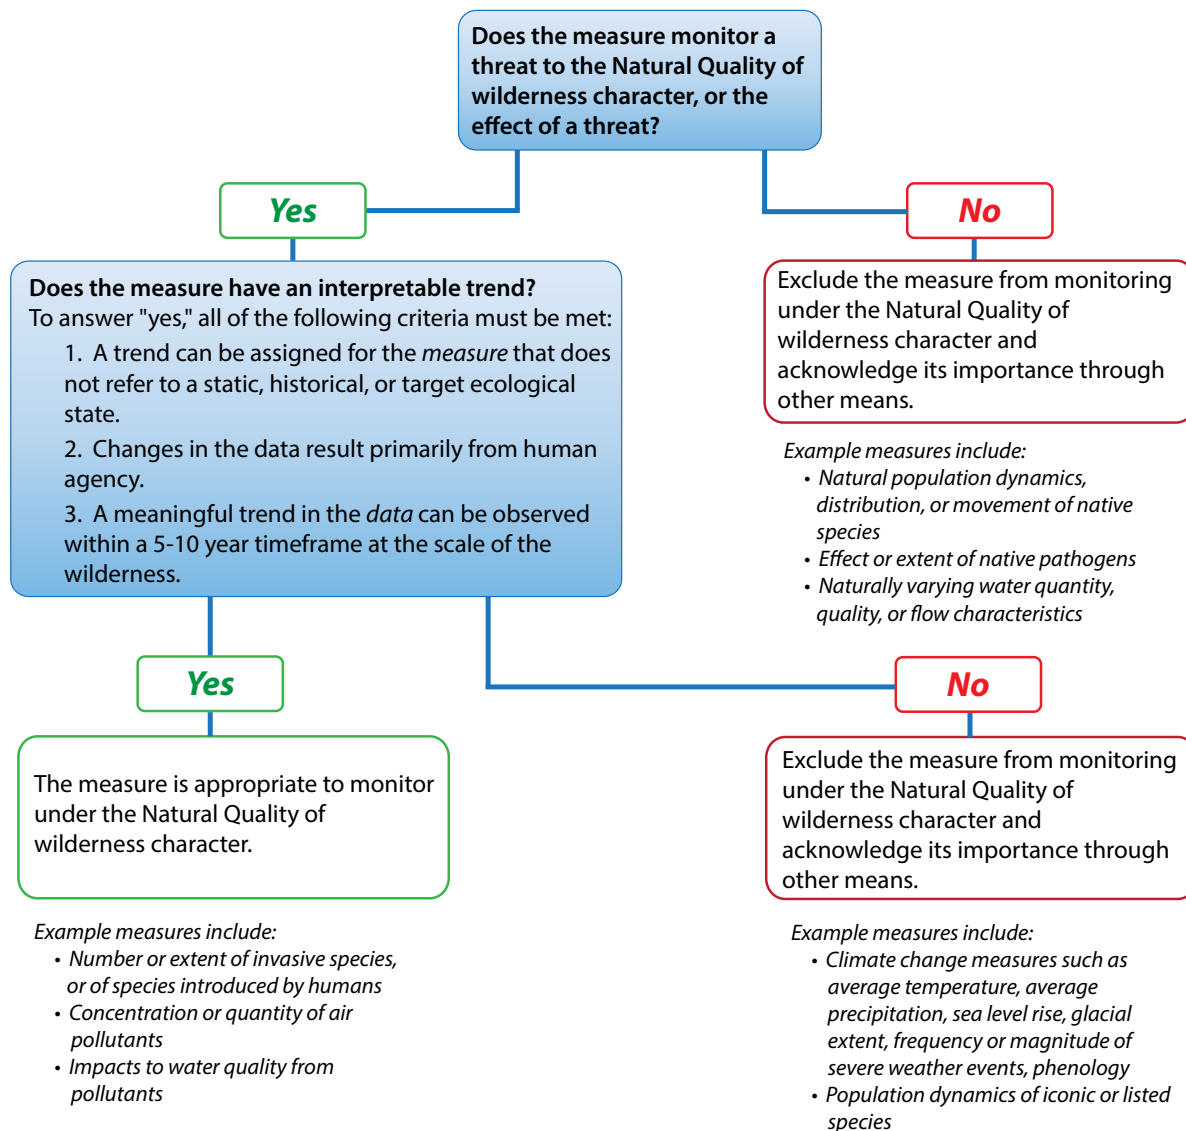 Does the measure monitor a
threat to the Natural Quality of
wilderness character, or the
effect of a threat?
Yes
No
Does the measure have an interpretable trend?
To answer "yes," all of the following criteria must be met:
1. A trend can be assigned for the measure that does
not refer to a static, historical, or target ecological
state.
2. Changes in the data result primarily from human
agency.
3. A meaningful trend in the data can be observed
within a 5-10 year timeframe at the scale of the
wilderness.
Exclude the measure from monitoring
under the Natural Quality of
wilderness character and
acknowledge its importance through
other means.
Example measures include:
• Natural population dynamics,
distribution, or movement of native
species
• Effect or extent of native pathogens
• Naturally varying water quantity,
quality, or flow characteristics
Yes
No
The measure is appropriate to monitor
under the Natural Quality of
wilderness character.
Example measures include:
• Number or extent of invasive species,
or of species introduced by humans
• Concentration or quantity of air
pollutants
• Impacts to water quality from
pollutants
Exclude the measure from monitoring
under the Natural Quality of
wilderness character and
acknowledge its importance through
other means.
Example measures include:
• Climate change measures such as
average temperature, average
precipitation, sea level rise, glacial
extent, frequency or magnitude of
severe weather events, phenology
• Population dynamics of iconic or listed
species